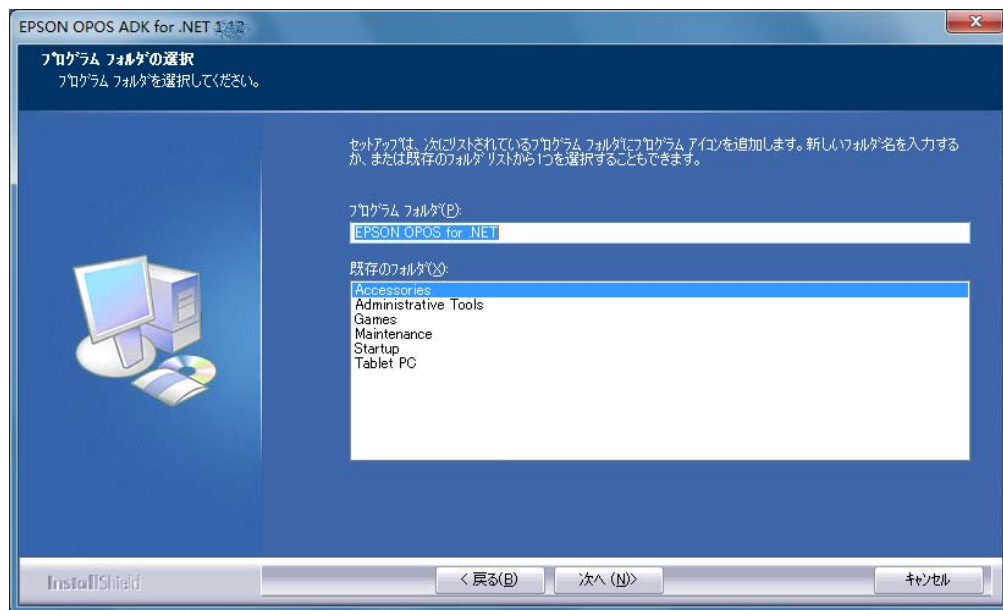 EPSON OPOS ADK for .NET
プログラム フォルダの選択
プログラム フォルダを選択してください。
セットアップは、次にリストされているプログラム フォルダにプログラム アイコンを追加します。新しいフォルダ名を入力する
か、または既存のフォルダ リストから1つを選択することもできます。
プログラム フォルダ(P):
EPSON OPOS for .NET
既存のフォルダ(X):
Accessories
Administrative Tools
Games
Maintenance
Startup
Tablet PC
InstallShield
< 戻る(B)
次へ (N)>
キャンセル